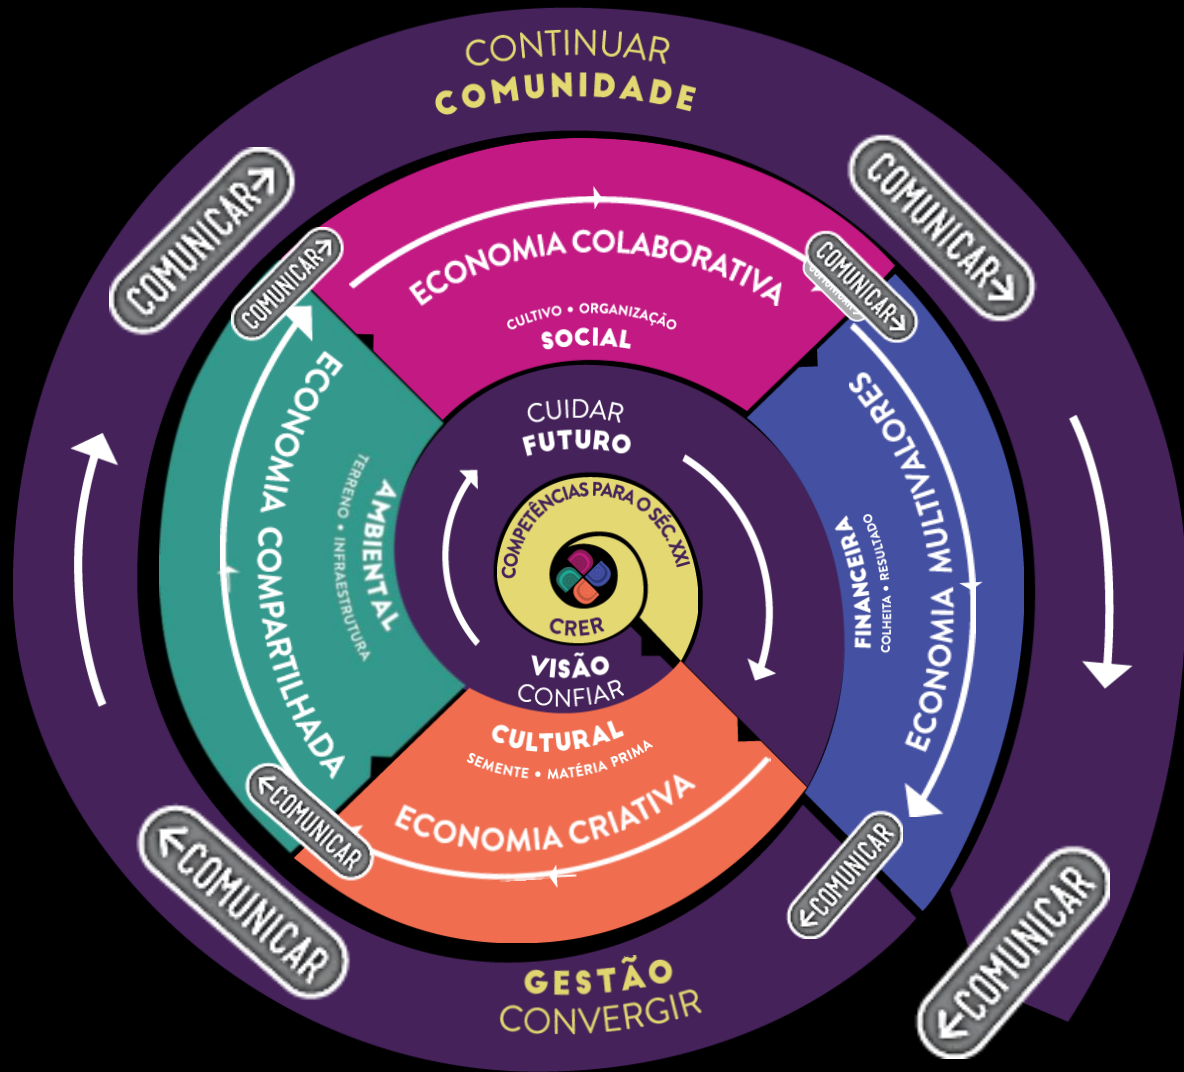 CONTINUAR
COMUNIDADE
COMUNICAR
COMUNICAR
COMUNICAR
COMUNICAR
ECONOMIA COLABORATIVA
CULTIVO • ORGANIZAÇÃO
SOCIAL
ECONOMIA COMPARTILHADA
AMBIENTAL
TERRENO • INFRAESTRUTURA
CUIDAR
FUTURO
COMPETÊNCIAS PARA O SÉC. XXI
CRER
VISÃO
CONFIAR
ECONOMIA MULTIVALORES
FINANCEIRA
COLHEITA • RESULTADO
CULTURAL
SEMENTE • MATÉRIA PRIMA
ECONOMIA CRIATIVA
COMUNICAR
COMUNICAR
COMUNICAR
COMUNICAR
GESTÃO
CONVERGIR